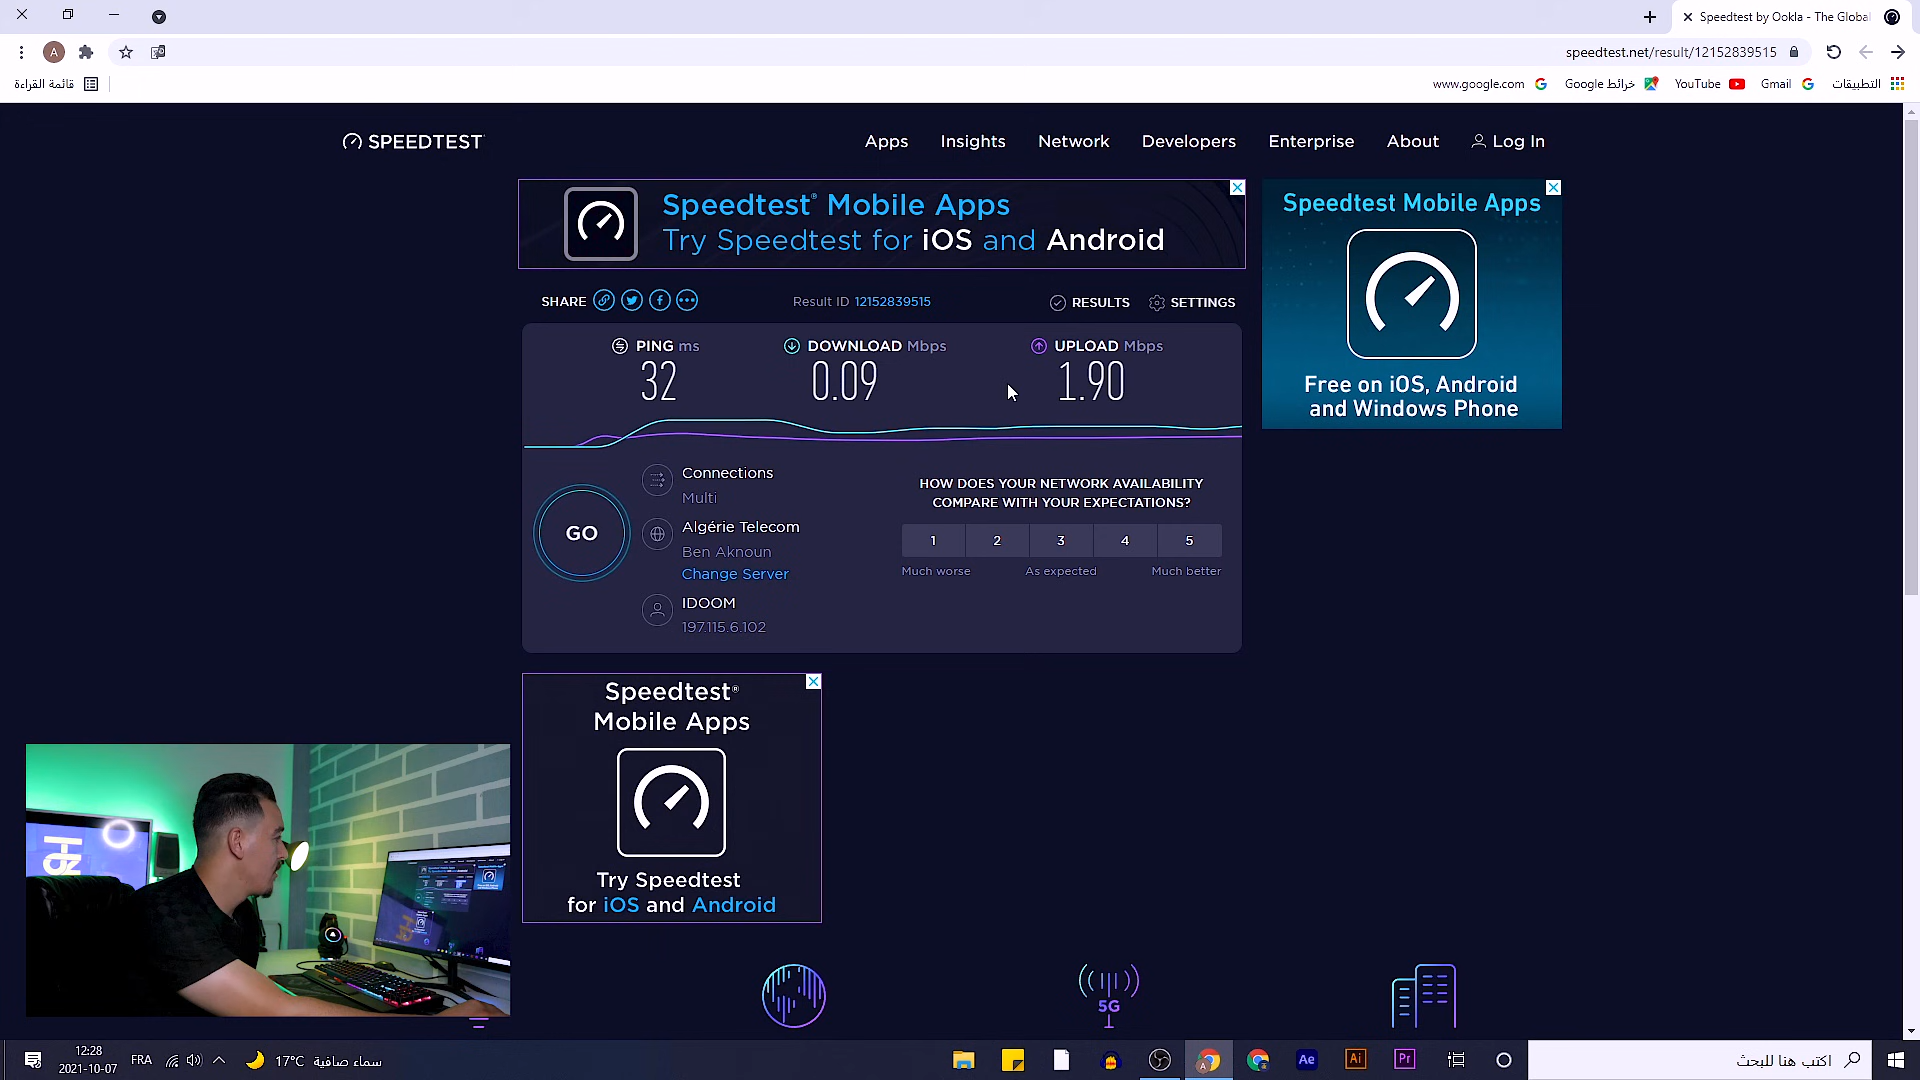 Speedtest by Ookla - The Global
speedtest.net/result/12152839515
A
قائمة القراءة
www.google.com
خرائط Google
YouTube
Gmail
التطبيقات
SPEEDTEST
Apps
Insights
Network
Developers
Enterprise
About
Log In
Speedtest® Mobile Apps
Try Speedtest for iOS and Android
Speedtest Mobile Apps
Free on iOS, Android
and Windows Phone
SHARE
Result ID 12152839515
RESULTS
SETTINGS
PING ms
32
DOWNLOAD Mbps
0.09
UPLOAD Mbps
1.90
GO
Connections
Multi
Algérie Telecom
Ben Aknoun
Change Server
IDOOM
197.115.6.102
HOW DOES YOUR NETWORK AVAILABILITY
COMPARE WITH YOUR EXPECTATIONS?
1 2 3 4 5
Much worse
As expected
Much better
Speedtest®
Mobile Apps
Try Speedtest
for iOS and Android
5G
12:28
2021-10-07
FRA
17°C سماء صافية
Ae
Ai
Pr
اكتب هنا للبحث